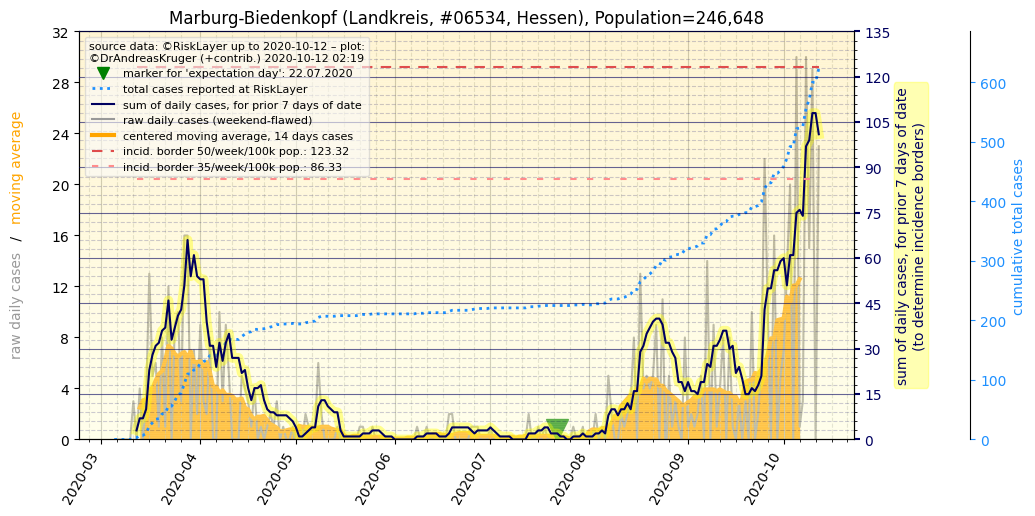 Marburg-Biedenkopf (Landkreis, #06534, Hessen), Population=246,648
source data: ©RiskLayer up to 2020-10-12 – plot:
©DrAndreasKruger (+contrib.) 2020-10-12 02:19
marker for 'expectation day': 22.07.2020
total cases reported at RiskLayer
sum of daily cases, for prior 7 days of date
raw daily cases (weekend-flawed)
centered moving average, 14 days cases
incid. border 50/week/100k pop.: 123.32
incid. border 35/week/100k pop.: 86.33
raw daily cases / moving average
32
28
24
20
16
12
8
4
0
135
120
105
90
75
60
45
30
15
0
sum of daily cases, for prior 7 days of date
(to determine incidence borders)
600
500
400
300
200
100
0
cumulative total cases
2020-03
2020-04
2020-05
2020-06
2020-07
2020-08
2020-09
2020-10